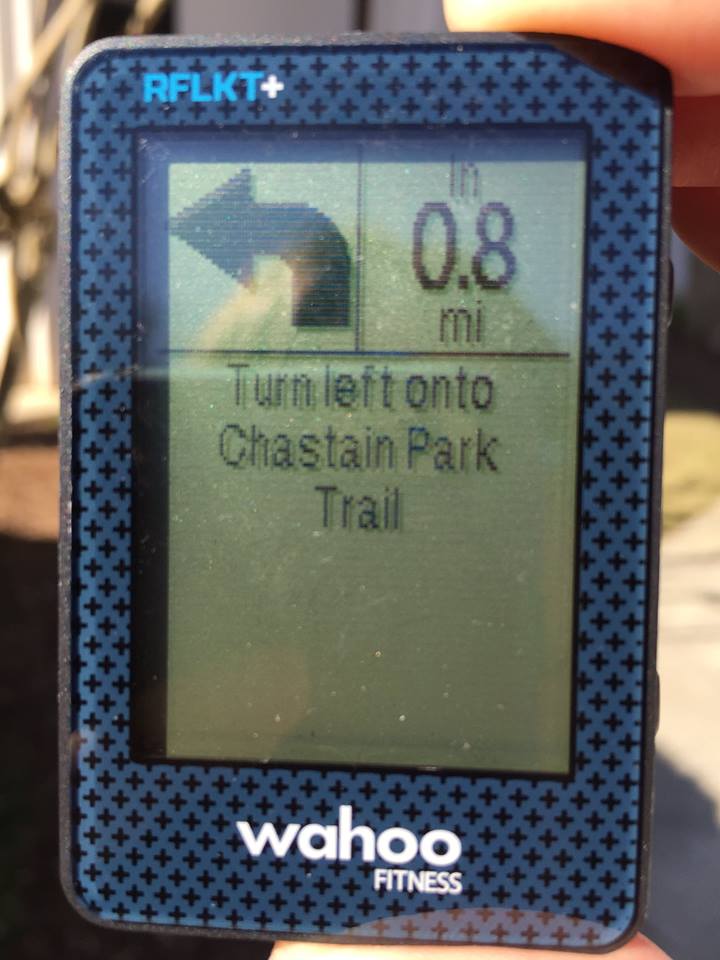 RFLKT+
In
0.8
mi
Turn left onto
Chastain Park
Trail
wahoo
FITNESS